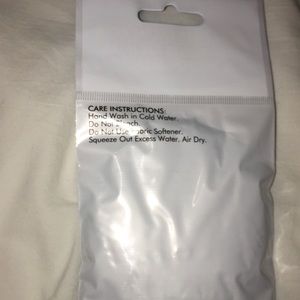 CARE INSTRUCTIONS:
Hand Wash in Cold Water.
Do Not Bleach.
Do Not Use Fabric Softener.
Squeeze Out Excess Water. Air Dry.